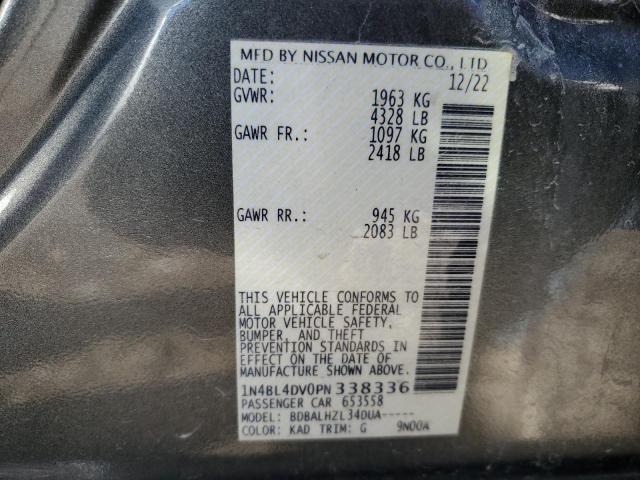 MFD BY NISSAN MOTOR CO., LTD
DATE: 12/22
GVWR: 1963 KG
4328 LB
GAWR FR.: 1097 KG
2418 LB
GAWR RR.: 945 KG
2083 LB
THIS VEHICLE CONFORMS TO
ALL APPLICABLE FEDERAL
MOTOR VEHICLE SAFETY,
BUMPER, AND THEFT
PREVENTION STANDARDS IN
EFFECT ON THE DATE OF
MANUFACTURE SHOWN ABOVE.
1N4BL4DV0PN338336
PASSENGER CAR 653558
MODEL: BDBALHZL34DUA-----
COLOR: KAD TRIM: G 9N00A